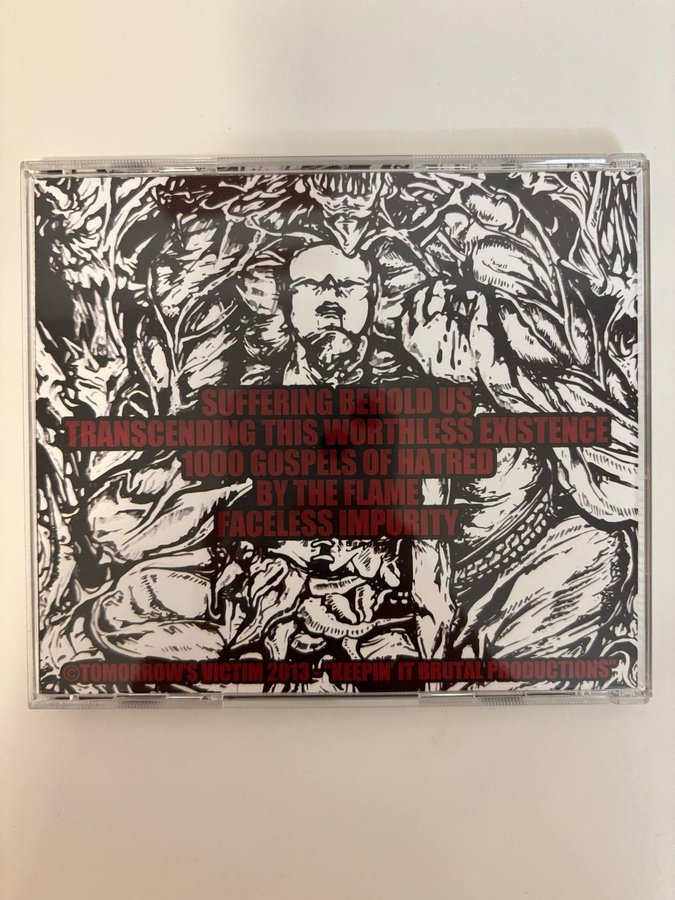 SUFFERING BEHOLD US
TRANSCENDING THIS WORTHLESS EXISTENCE
1000 GOSPELS OF HATRED
BY THE FLAME
FACELESS IMPURITY
©TOMORROW'S VICTIM 2013 - "KEEPIN' IT BRUTAL PRODUCTIONS"